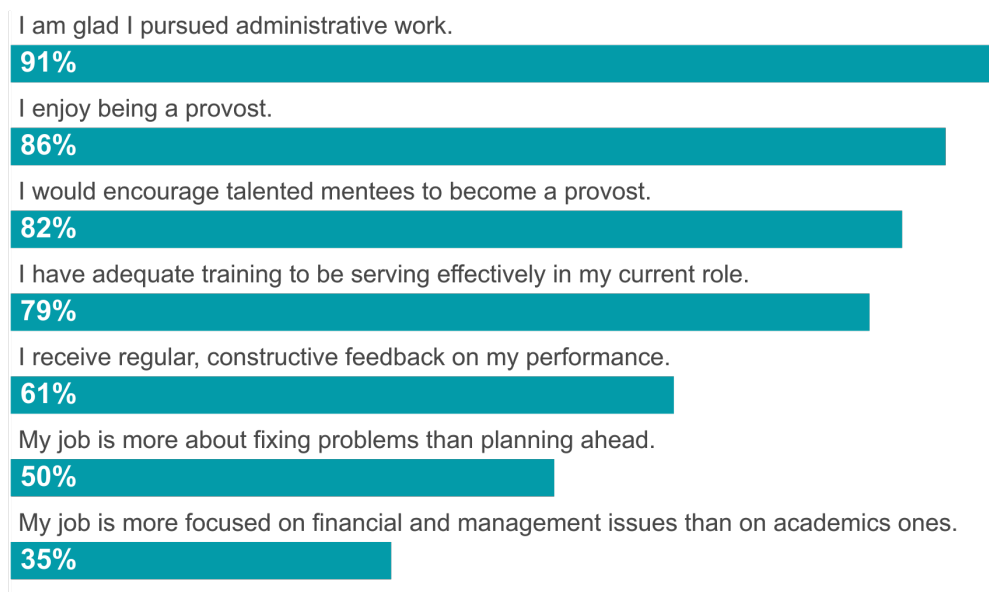 I am glad I pursued administrative work.
91%
I enjoy being a provost.
86%
I would encourage talented mentees to become a provost.
82%
I have adequate training to be serving effectively in my current role.
79%
I receive regular, constructive feedback on my performance.
61%
My job is more about fixing problems than planning ahead.
50%
My job is more focused on financial and management issues than on academics ones.
35%